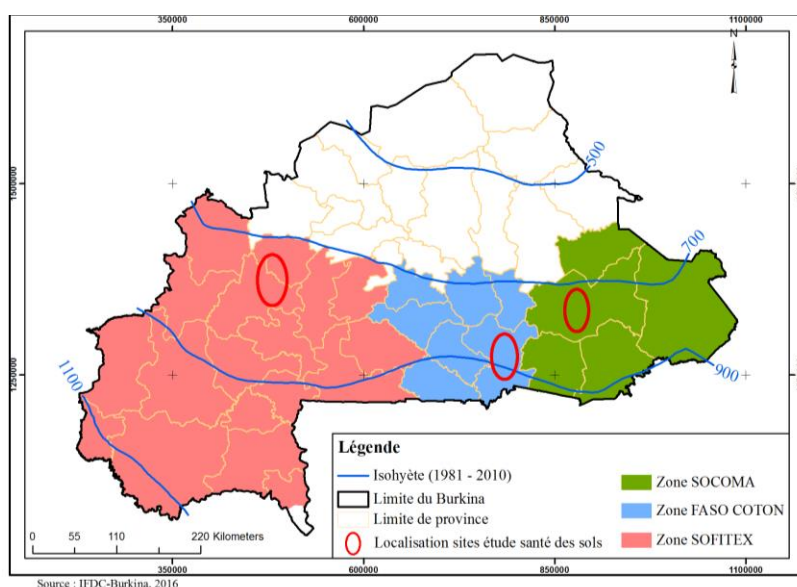 350000 600000 850000 1100000
N
500
1500000
1500000
700
1100
1250000
1250000
900
Légende
Isohyète (1981 - 2010)
Limite du Burkina
Limite de province
Localisation sites étude santé des sols
Zone SOCOMA
Zone FASO COTON
Zone SOFITEX
0 55 110 220 Kilometers
350000 600000 850000 1100000
Source : IFDC-Burkina, 2016